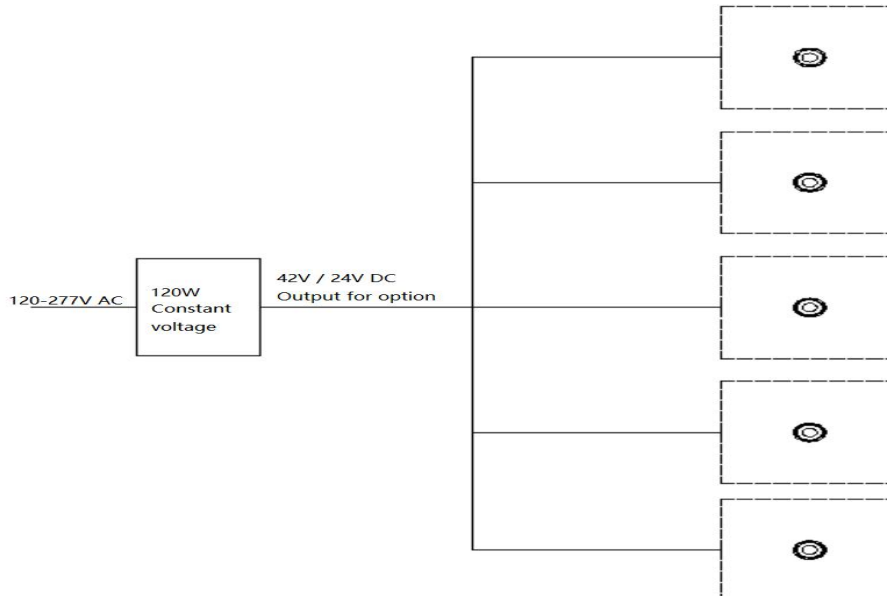 120-277V AC
120W
Constant
voltage
42V / 24V DC
Output for option